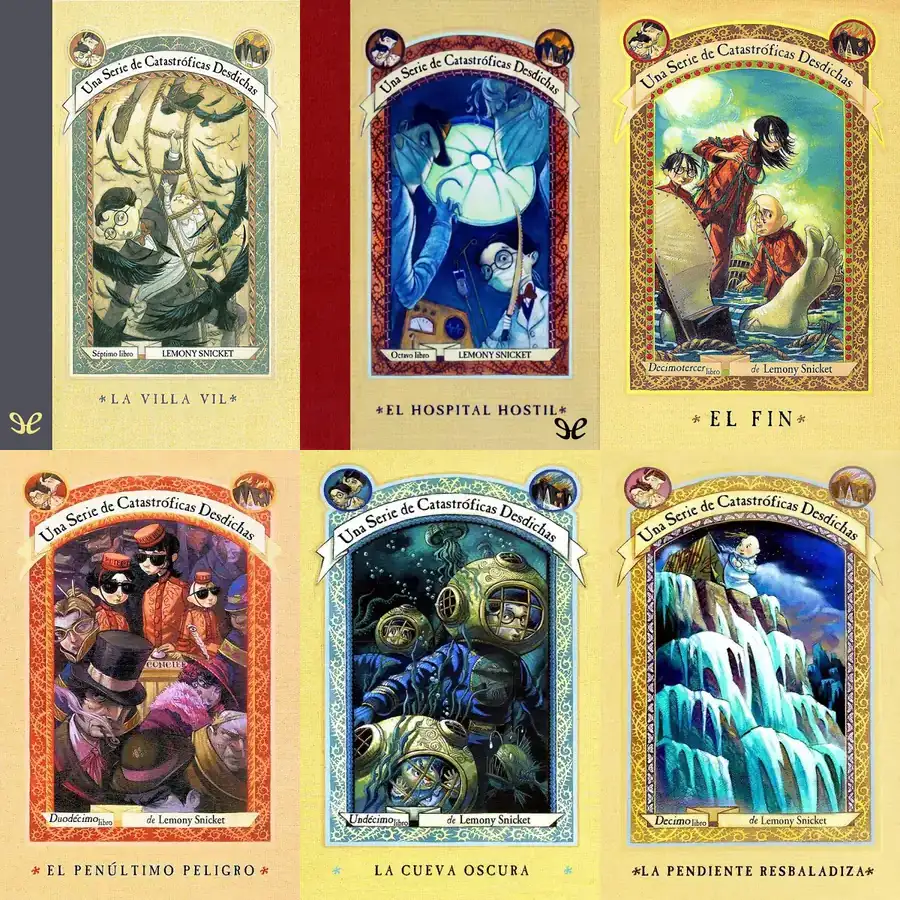 Una Serie de Catastróficas Desdichas
Séptimo libro
LEMONY SNICKET
*LA VILLA VIL*
Una Serie de Catastróficas Desdichas
Octavo libro
LEMONY SNICKET
*EL HOSPITAL HOSTIL*
Una Serie de Catastróficas Desdichas
Decimotercer libro
de Lemony Snicket
* EL FIN *
Una Serie de Catastróficas Desdichas
Duodécimo libro
de Lemony Snicket
* EL PENÚLTIMO PELIGRO *
Una Serie de Catastróficas Desdichas
Undécimo libro
de Lemony Snicket
* LA CUEVA OSCURA *
Una Serie de Catastróficas Desdichas
Decimo libro
de Lemony Snicket
*LA PENDIENTE RESBALADIZA*